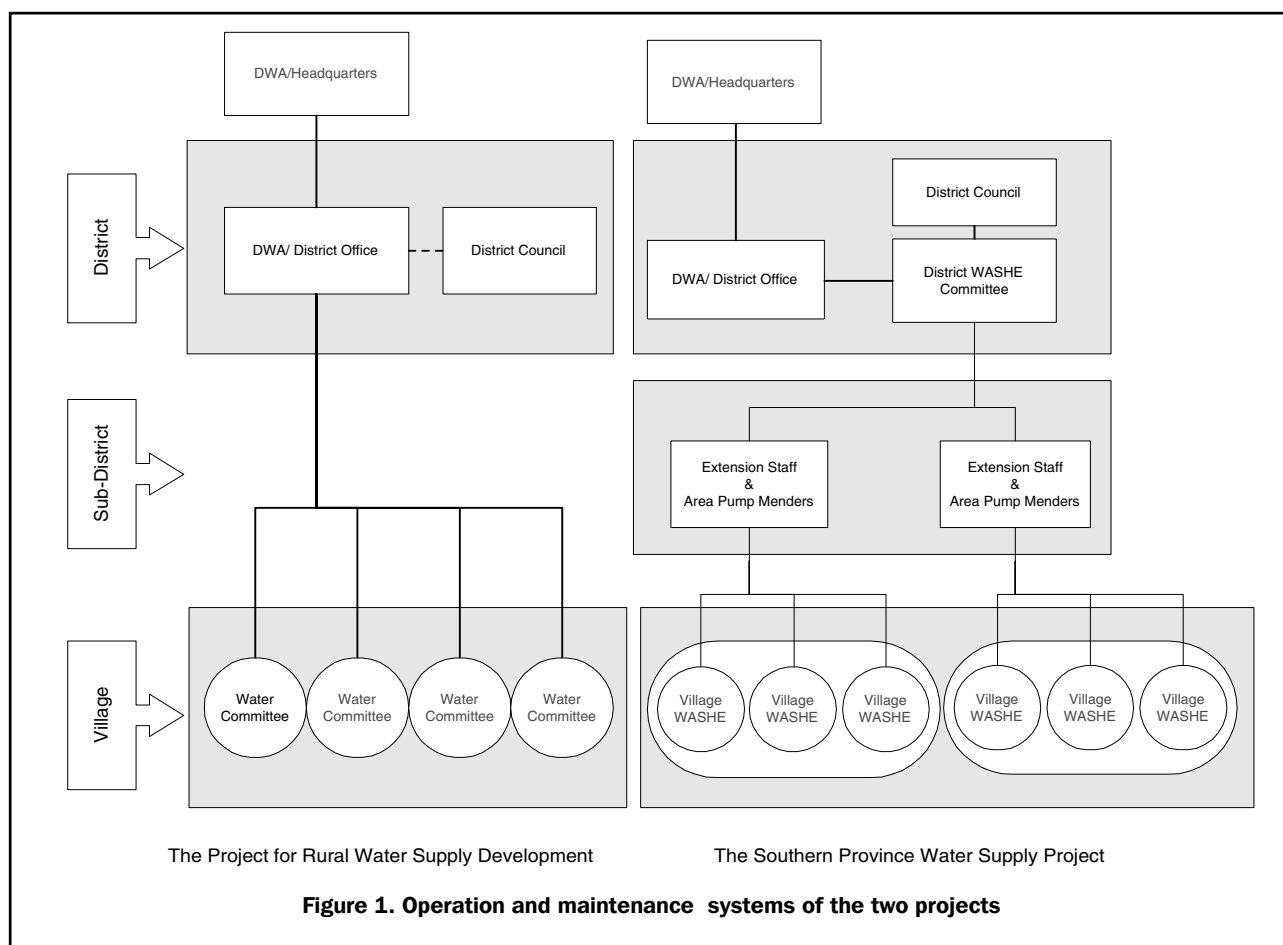 DWA/Headquarters
DWA/Headquarters
District
DWA/ District Office
District Council
District Council
DWA/ District Office
District WASHE
Committee
Sub-District
Extension Staff
&
Area Pump Menders
Extension Staff
&
Area Pump Menders
Village
Water
Committee
Water
Committee
Water
Committee
Water
Committee
Village
WASHE
Village
WASHE
Village
WASHE
Village
WASHE
Village
WASHE
Village
WASHE
The Project for Rural Water Supply Development
The Southern Province Water Supply Project
Figure 1. Operation and maintenance systems of the two projects